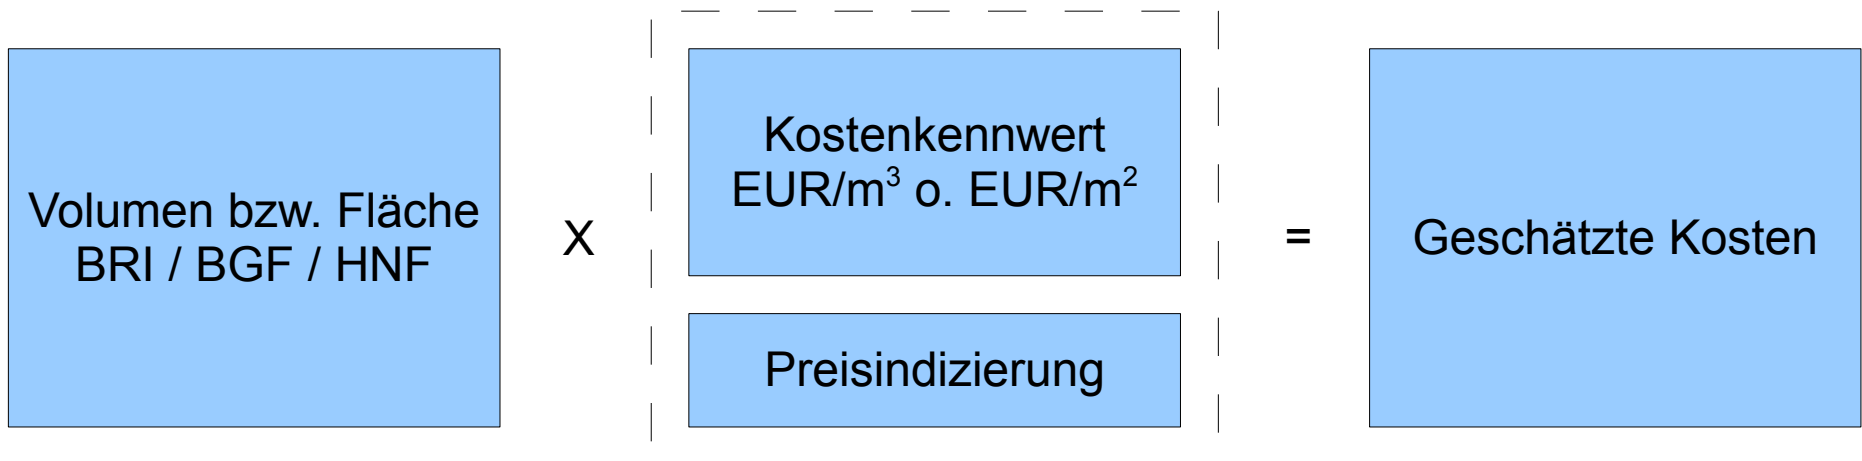 Volumen bzw. Fläche
BRI / BGF / HNF
X
Kostenkennwert
EUR/m³ o. EUR/m²
Preisindizierung
=
Geschätzte Kosten